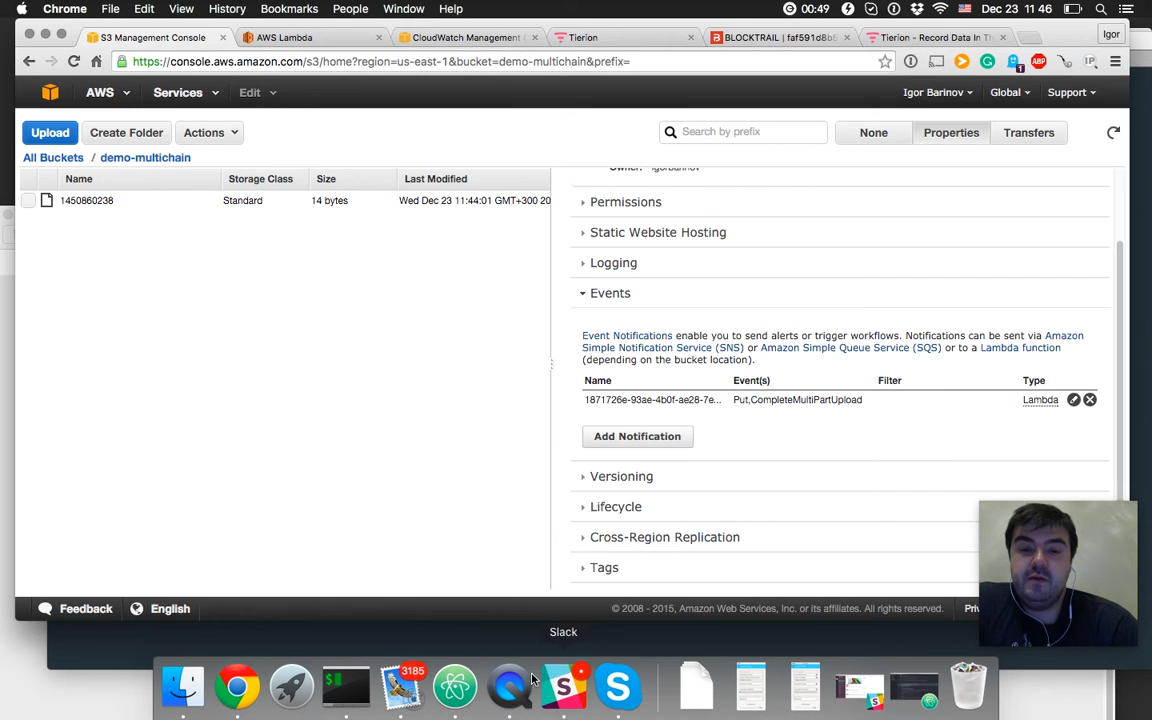 Chrome File Edit View History Bookmarks People Window Help 00:49 Dec 23 11 46
S3 Management Console AWS Lambda CloudWatch Management C Tierion BLOCKTRAIL | faf591d8b5 Tierion - Record Data In Th Igor
https://console.aws.amazon.com/s3/home?region=us-east-1&bucket=demo-multichain&prefix=
AWS Services Edit Igor Barinov Global Support
Upload Create Folder Actions Search by prefix None Properties Transfers
All Buckets / demo-multichain
Name Storage Class Size Last Modified
1450860238 Standard 14 bytes Wed Dec 23 11:44:01 GMT+300 20
Permissions
Static Website Hosting
Logging
Events
Event Notifications enable you to send alerts or trigger workflows. Notifications can be sent via Amazon
Simple Notification Service (SNS) or Amazon Simple Queue Service (SQS) or to a Lambda function
(depending on the bucket location).
Name Event(s) Filter Type
1871726e-93ae-4b0f-ae28-7e... Put,CompleteMultiPartUpload Lambda
Add Notification
Versioning
Lifecycle
Cross-Region Replication
Tags
Feedback English © 2008 - 2015, Amazon Web Services, Inc. or its affiliates. All rights reserved.
Slack
3185